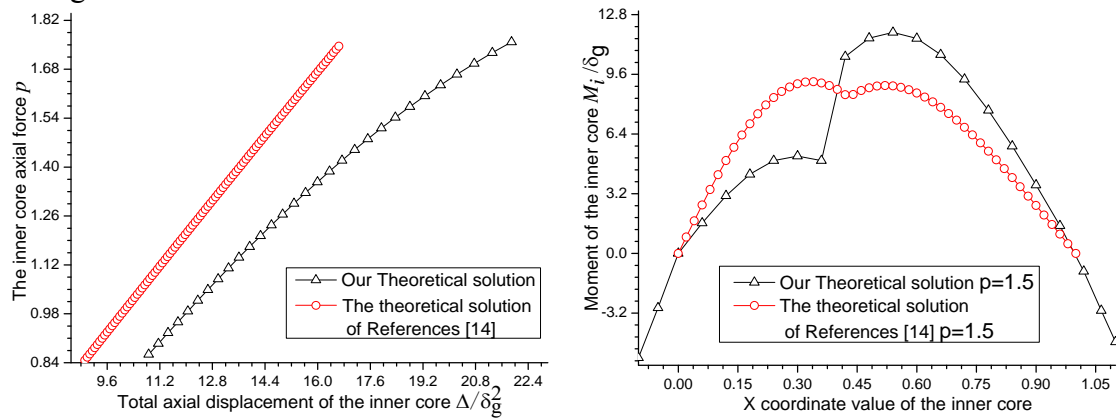 The inner core axial force p
1.82
1.68
1.54
1.40
1.26
1.12
0.98
0.84
Our Theoretical solution
The theoretical solution
of References [14]
9.6 11.2 12.8 14.4 16.0 17.6 19.2 20.8 22.4
Total axial displacement of the inner core Δ/δ_g^2
Moment of the inner core M_i/δg
12.8
9.6
6.4
3.2
0.0
-3.2
Our Theoretical solution p=1.5
The theoretical solution
of References [14] p=1.5
0.00 0.15 0.30 0.45 0.60 0.75 0.90 1.05
X coordinate value of the inner core